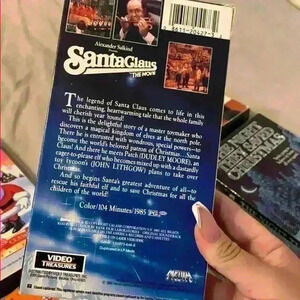 Alexander Salkind
Santa Claus
THE MOVIE
The legend of Santa Claus comes to life in this
enchanting, heartwarming tale that the whole family
will cherish year 'round!
This is the delightful story of a master toymaker who
discovers a magical kingdom of elves at the north pole.
There he is entrusted with wondrous, special powers—to
become the world's beloved patron of Christmas... Santa
Claus! And there he meets Patch (DUDLEY MOORE), an
eager-to-please elf who becomes mixed up with a dastardly
toy tycoon's (JOHN LITHGOW) plans to take over
Christmas.
And so begins Santa's greatest adventure of all...to
rescue his faithful elf and to save Christmas for all the
children of the world!
Color/104 Minutes/1985 PG
VIDEO
TREASURES
MEDIA